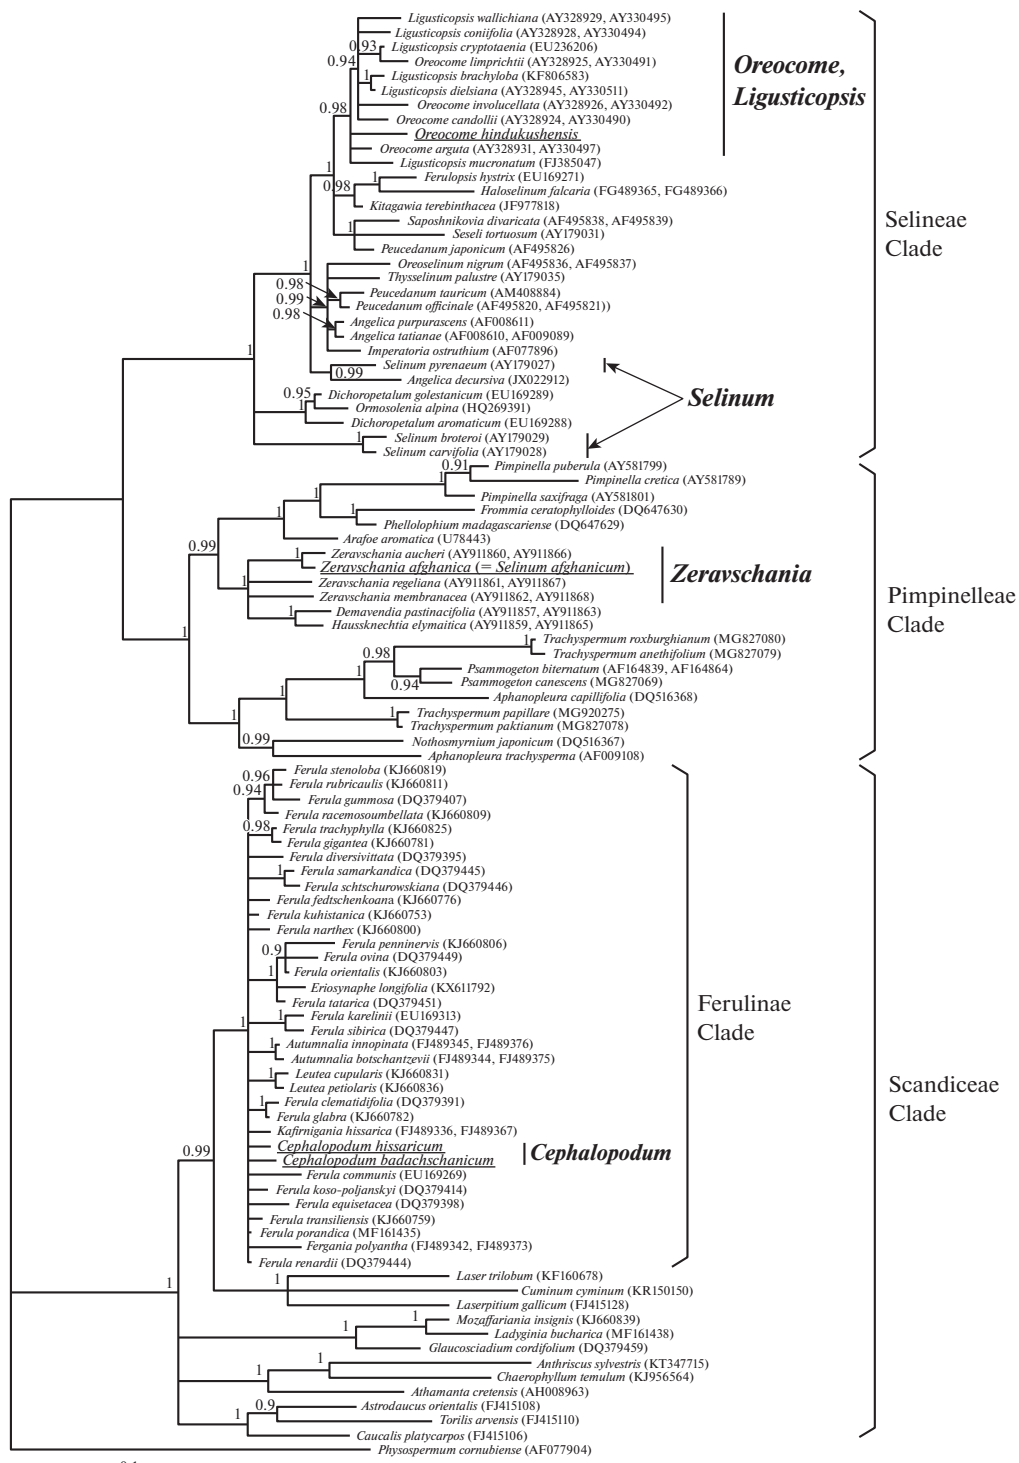 Ligusticopsis wallichiana (AY328929, AY330495)
Ligusticopsis coniifolia (AY328928, AY330494)
0.93
Ligusticopsis cryptotaenia (EU236206)
0.94
Oreocome limprichtii (AY328925, AY330491)
Oreocome,
Ligusticopsis
1
Ligusticopsis brachyloba (KF806583)
Ligusticopsis dielsiana (AY328945, AY330511)
0.98
Oreocome involucellata (AY328926, AY330492)
Oreocome candollii (AY328924, AY330490)
Oreocome hindukushensis
Oreocome arguta (AY328931, AY330497)
1
Ligusticopsis mucronatum (FJ385047)
1
Ferulopsis hystrix (EU169271)
0.98
Haloselinum falcaria (FG489365, FG489366)
Kitagawia terebinthacea (JF977818)
Selineae
Clade
1
Saposhnikovia divaricata (AF495838, AF495839)
Seseli tortuosum (AY179031)
Peucedanum japonicum (AF495826)
1
Oreoselinum nigrum (AF495836, AF495837)
Thysselinum palustre (AY179035)
0.98
Peucedanum tauricum (AM408884)
0.99
Peucedanum officinale (AF495820, AF495821))
0.98
Angelica purpurascens (AF008611)
Angelica tatianae (AF008610, AF009089)
1
Imperatoria ostruthium (AF077896)
Selinum pyrenaeum (AY179027)
0.99
Angelica decursiva (JX022912)
0.95
Dichoropetalum golestanicum (EU169289)
Selinum
1
Ormosolenia alpina (HQ269391)
Dichoropetalum aromaticum (EU169288)
1
Selinum broteroi (AY179029)
Selinum carvifolia (AY179028)
0.91
Pimpinella puberula (AY581799)
1
Pimpinella cretica (AY581789)
1
Pimpinella saxifraga (AY581801)
1
Frommia ceratophylloides (DQ647630)
1
Phellolophium madagascariense (DQ647629)
Arafoe aromatica (U78443)
0.99
1
Zeravschania aucheri (AY911860, AY911866)
Zeravschania afghanica (= Selinum afghanicum)
Zeravschania
1
Zeravschania regeliana (AY911861, AY911867)
Zeravschania membranacea (AY911862, AY911868)
Pimpinelleae
Clade
1
Demavendia pastinacifolia (AY911857, AY911863)
Haussknechtia elymaitica (AY911859, AY911865)
1
1
Trachyspermum roxburghianum (MG827080)
0.98
Trachyspermum anethifolium (MG827079)
1
Psammogeton biternatum (AF164839, AF164864)
0.94
Psammogeton canescens (MG827069)
1
Aphanopleura capillifolia (DQ516368)
1
1
Trachyspermum papillare (MG920275)
Trachyspermum paktianum (MG827078)
0.99
Nothosmyrnium japonicum (DQ516367)
Aphanopleura trachysperma (AF009108)
0.96
Ferula stenoloba (KJ660819)
0.94
Ferula rubricaulis (KJ660811)
Ferula gummosa (DQ379407)
Ferula racemosoumbellata (KJ660809)
0.98
Ferula trachyphylla (KJ660825)
Ferula gigantea (KJ660781)
Ferula diversivittata (DQ379395)
1
Ferula samarkandica (DQ379445)
Ferula schtschurowskiana (DQ379446)
Ferula fedtschenkoana (KJ660776)
Ferula kuhistanica (KJ660753)
Ferula narthex (KJ660800)
0.9
Ferula penninervis (KJ660806)
Ferula ovina (DQ379449)
1
Ferula orientalis (KJ660803)
Eriosynaphe longifolia (KX611792)
Ferula tatarica (DQ379451)
Ferulinae
Clade
1
1
Ferula karelinii (EU169313)
Ferula sibirica (DQ379447)
1
Autumnalia innopinata (FJ489345, FJ489376)
Autumnalia botschantzevii (FJ489344, FJ489375)
1
Leutea cupularis (KJ660831)
Leutea petiolaris (KJ660836)
Scandiceae
Clade
1
Ferula clematidifolia (DQ379391)
Ferula glabra (KJ660782)
Kafirnigania hissarica (FJ489336, FJ489367)
0.99
Cephalopodum hissaricum
Cephalopodum badachschanicum
Cephalopodum
Ferula communis (EU169269)
Ferula koso-poljanskyi (DQ379414)
Ferula equisetacea (DQ379398)
Ferula transiliensis (KJ660759)
Ferula porandica (MF161435)
Fergania polyantha (FJ489342, FJ489373)
Ferula renardii (DQ379444)
1
1
Laser trilobum (KF160678)
Cuminum cyminum (KR150150)
Laserpitium gallicum (FJ415128)
1
1
Mozaffariania insignis (KJ660839)
Ladyginia bucharica (MF161438)
Glaucosciadium cordifolium (DQ379459)
1
1
Anthriscus sylvestris (KT347715)
Chaerophyllum temulum (KJ956564)
Athamanta cretensis (AH008963)
0.9
1
Astrodaucus orientalis (FJ415108)
Torilis arvensis (FJ415110)
Caucalis platycarpos (FJ415106)
Physospermum cornubiense (AF077904)